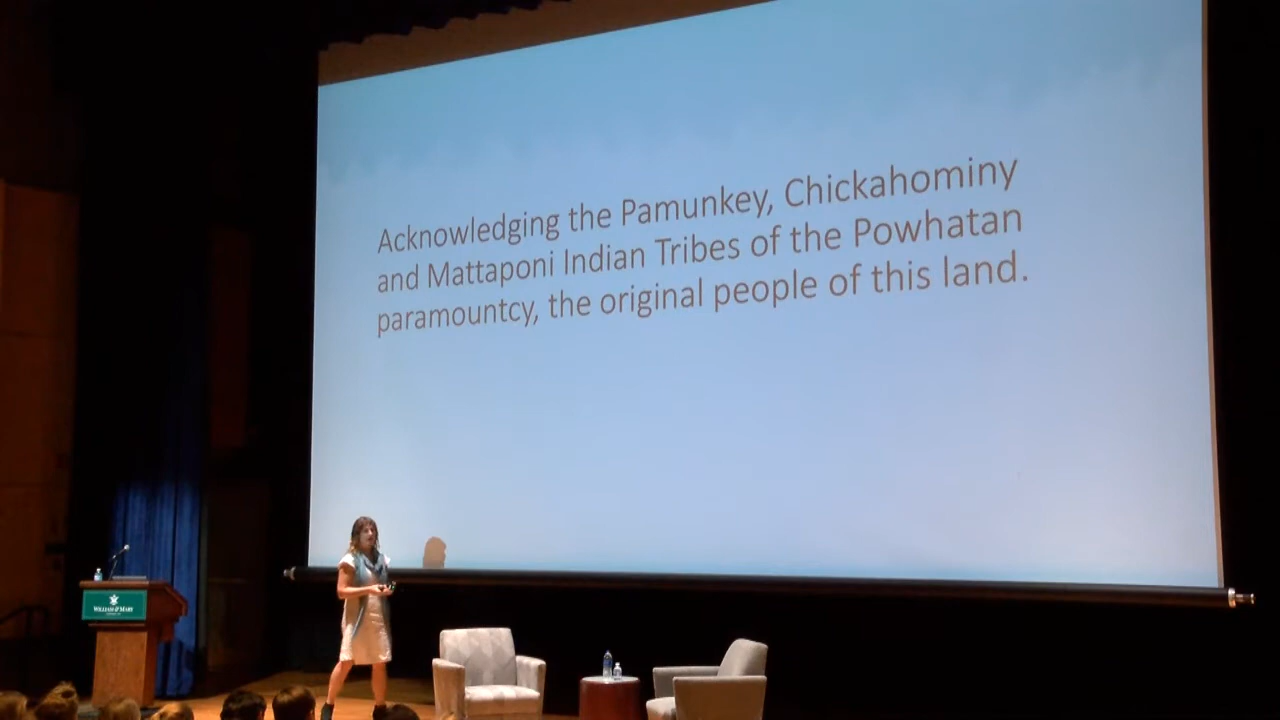 Acknowledging the Pamunkey, Chickahominy
and Mattaponi Indian Tribes of the Powhatan
paramountcy, the original people of this land.
WILLIAM & MARY